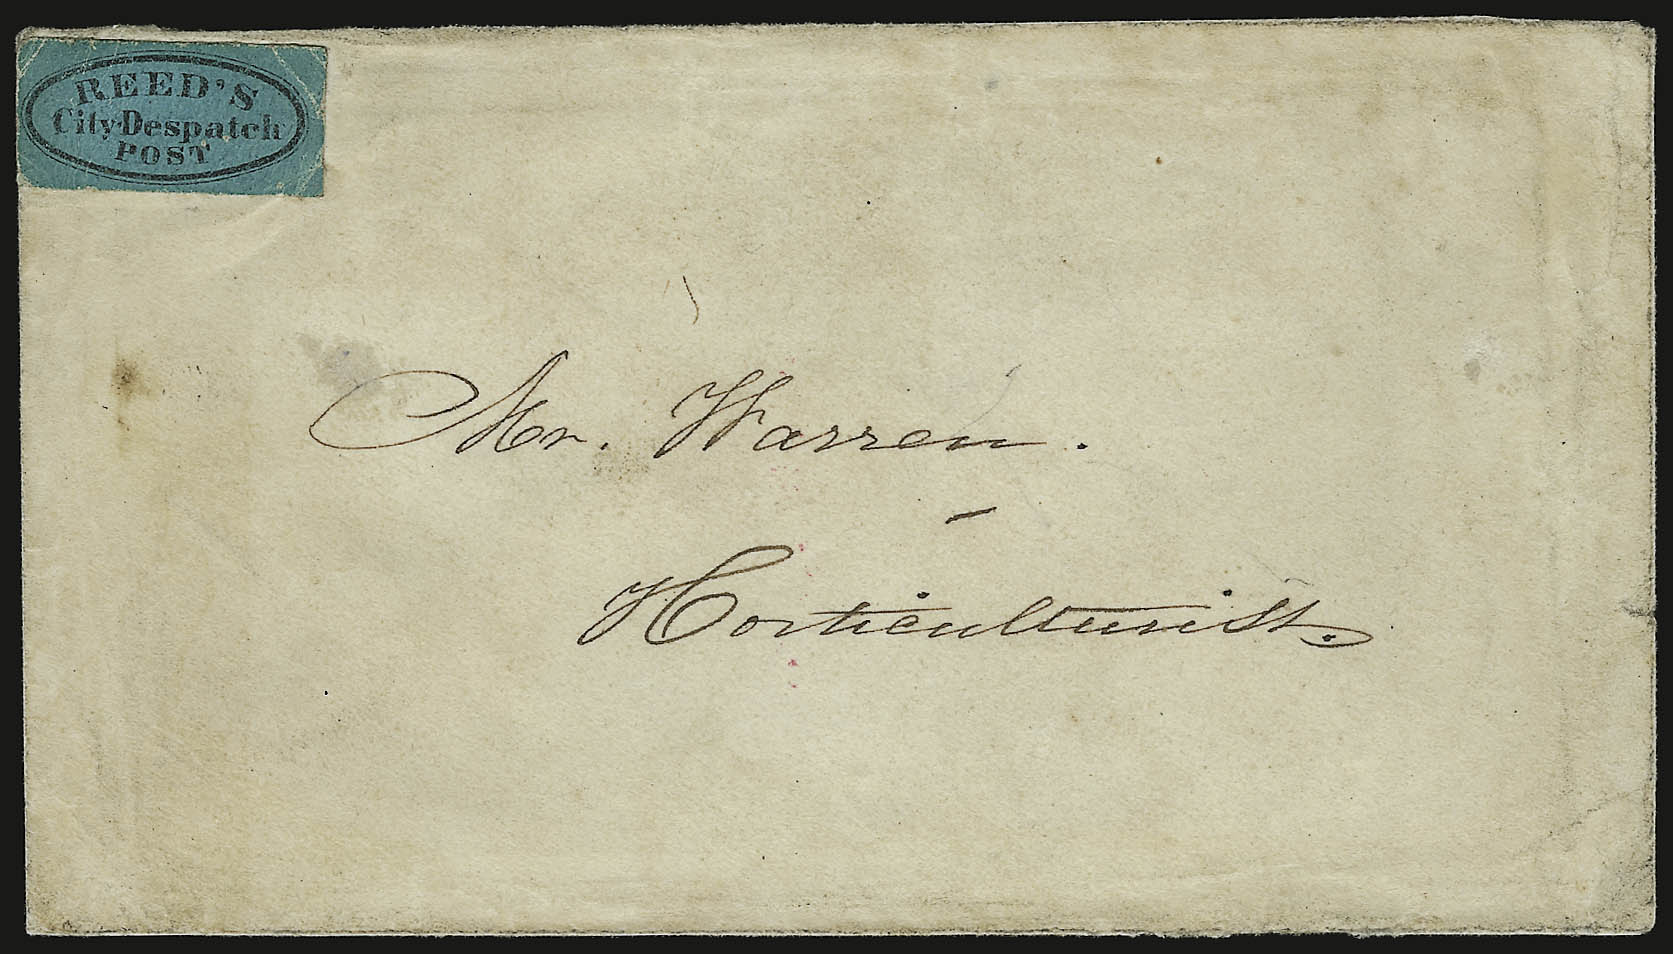 REED'S
City Despatch
POST
Mr. Warren.
Horticulturist.